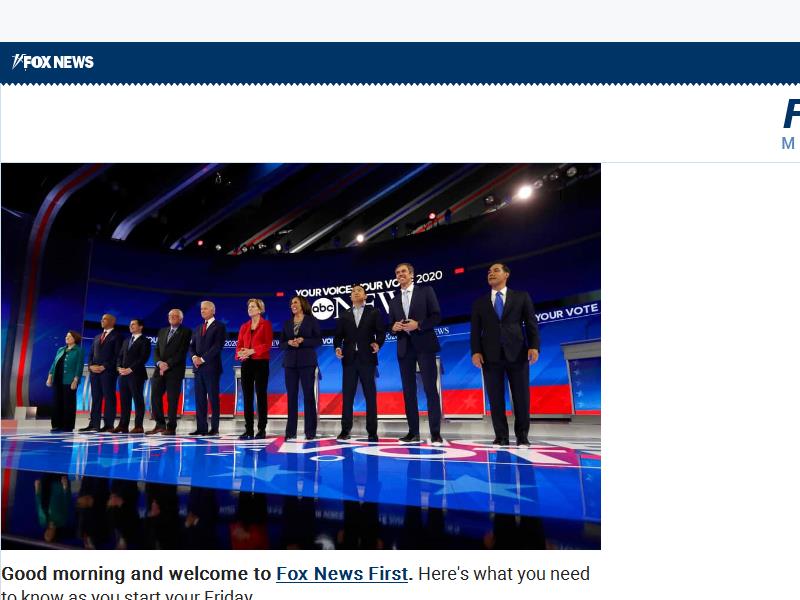 FOX NEWS
F
M
YOUR VOICE YOUR VOTE 2020
abc NEWS
YOUR VOTE
2020
Good morning and welcome to Fox News First. Here's what you need
to know as you start your Friday